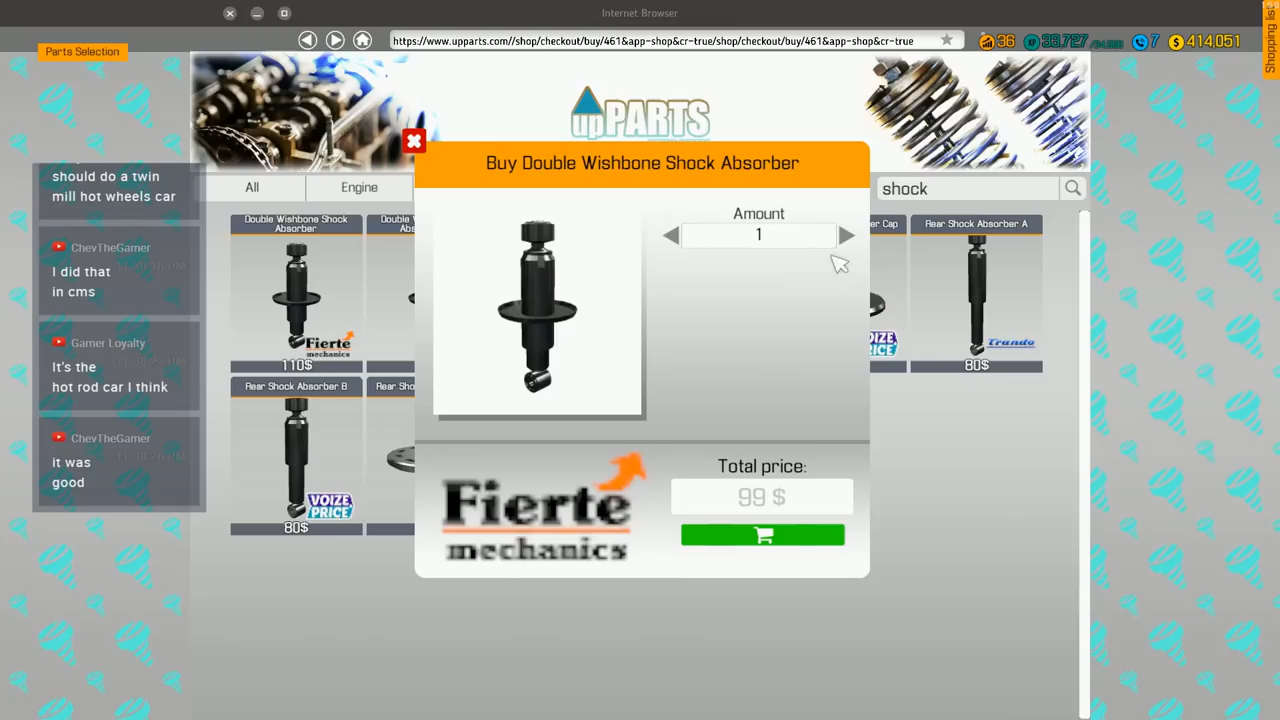 Internet Browser
Parts Selection
https://www.upparts.com//shop/checkout/buy/461&app-shop&cr-true/shop/checkout/buy/461&app-shop&cr-true
36
7
414,051
Shopping list
upPARTS
Buy Double Wishbone Shock Absorber
All
Engine
shock
should do a twin
mill hot wheels car
ChevTheGamer
I did that
in cms
Gamer Loyalty
It's the
hot rod car I think
ChevTheGamer
it was
good
Double Wishbone Shock
Absorber
Fierte
mechanics
110$
Amount
1
Rear Shock Absorber A
Trando
80$
Rear Shock Absorber B
VOIZE
PRICE
80$
Rear Sho
Fierte
mechanics
Total price:
99 $